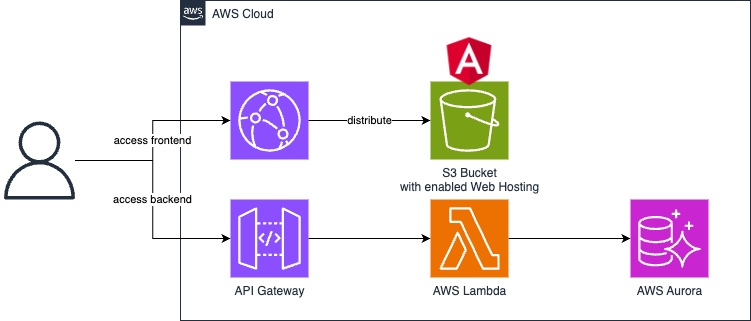 aws
AWS Cloud
access frontend
distribute
S3 Bucket
with enabled Web Hosting
access backend
API Gateway
AWS Lambda
AWS Aurora